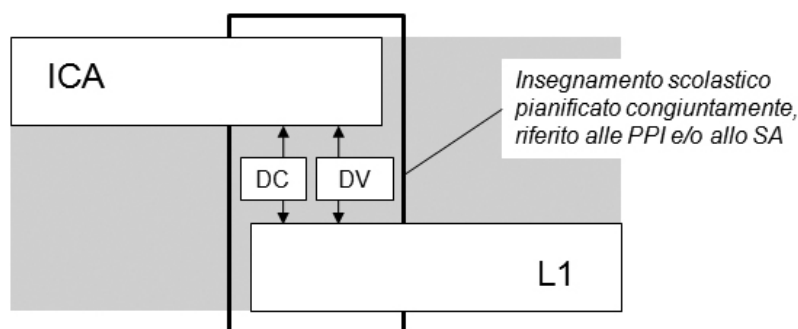 ICA
Insegnamento scolastico
pianificato congiuntamente,
riferito alle PPI e/o allo SA
DC
DV
L1